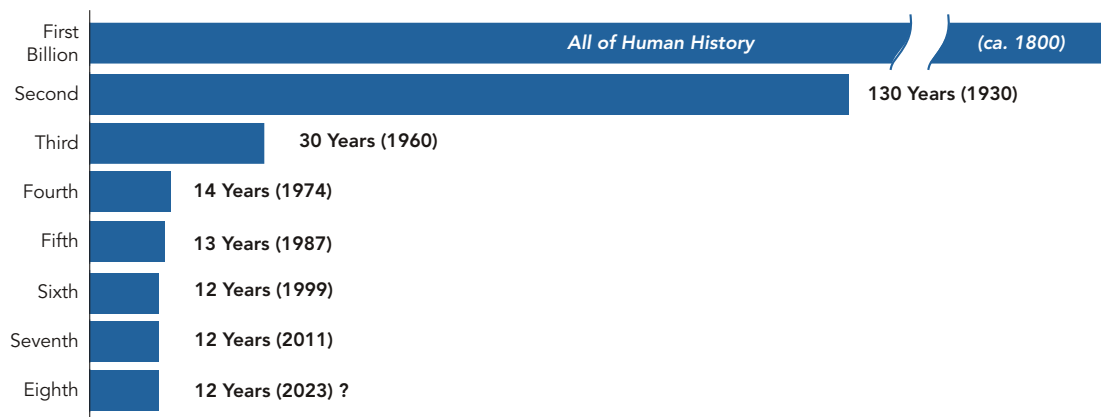 First
Billion
All of Human History
(ca. 1800)
Second
130 Years (1930)
Third
30 Years (1960)
Fourth
14 Years (1974)
Fifth
13 Years (1987)
Sixth
12 Years (1999)
Seventh
12 Years (2011)
Eighth
12 Years (2023) ?